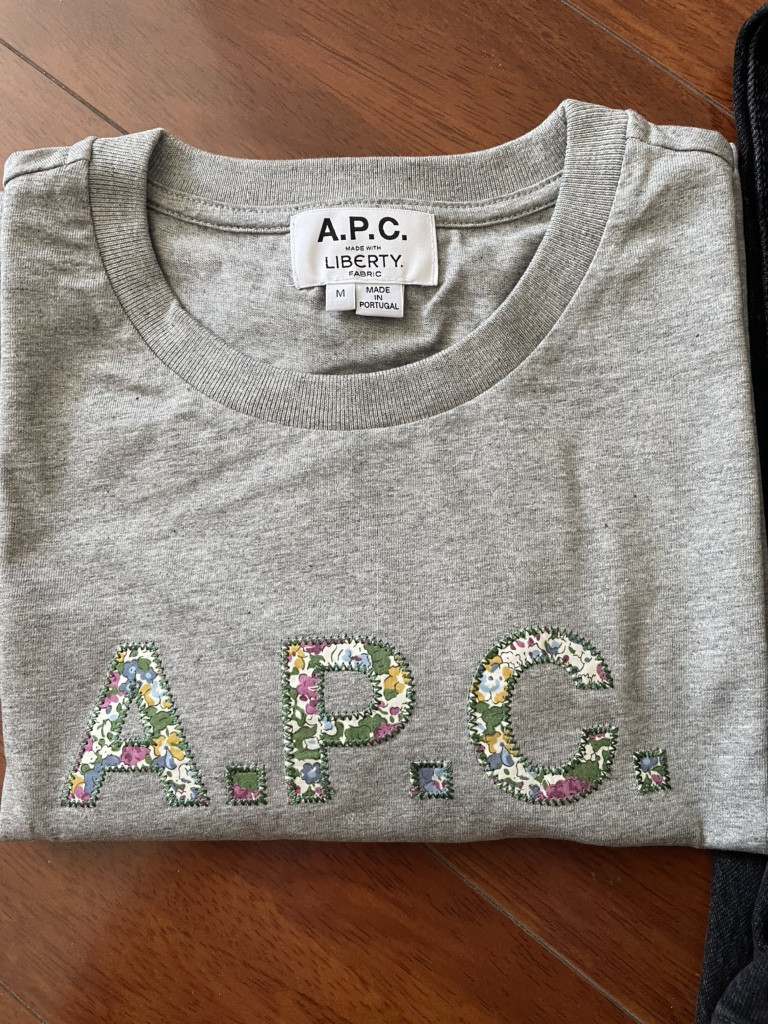 A.P.C.
MADE WITH
LIBERTY.
FABRIC
M
MADE
IN
PORTUGAL
A.P.C.